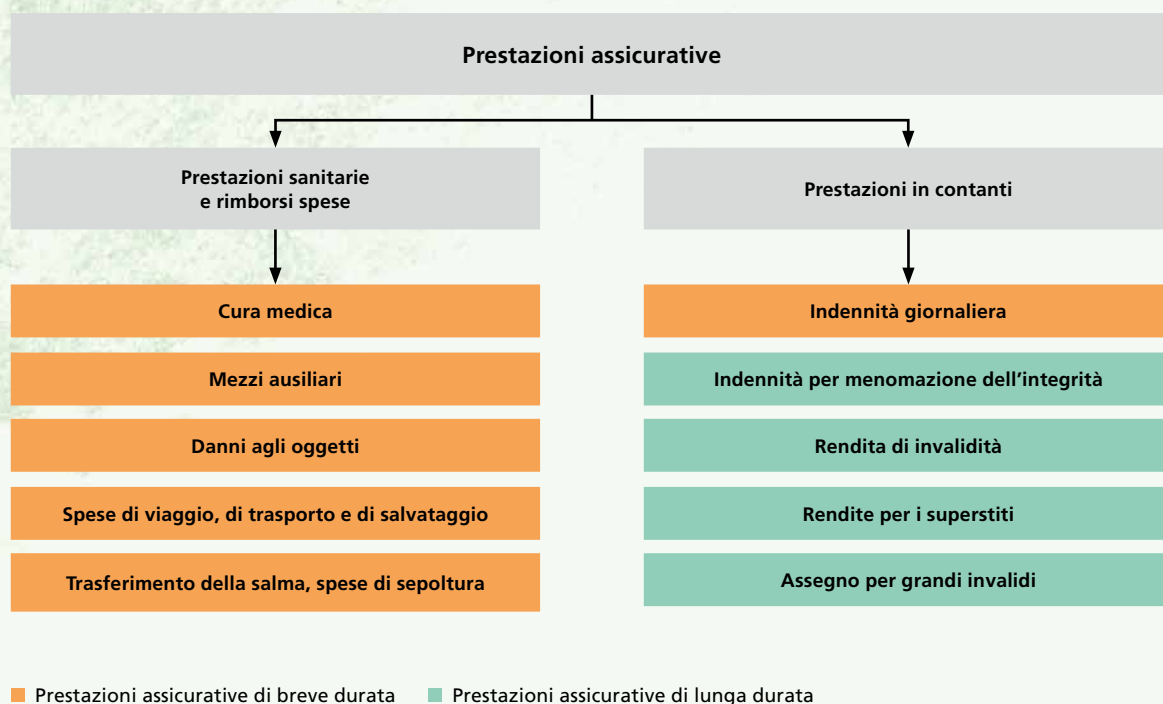 Prestazioni assicurative
Prestazioni sanitarie
e rimborsi spese
Prestazioni in contanti
Cura medica
Indennità giornaliera
Mezzi ausiliari
Indennità per menomazione dell'integrità
Danni agli oggetti
Rendita di invalidità
Spese di viaggio, di trasporto e di salvataggio
Rendite per i superstiti
Trasferimento della salma, spese di sepoltura
Assegno per grandi invalidi
Prestazioni assicurative di breve durata
Prestazioni assicurative di lunga durata